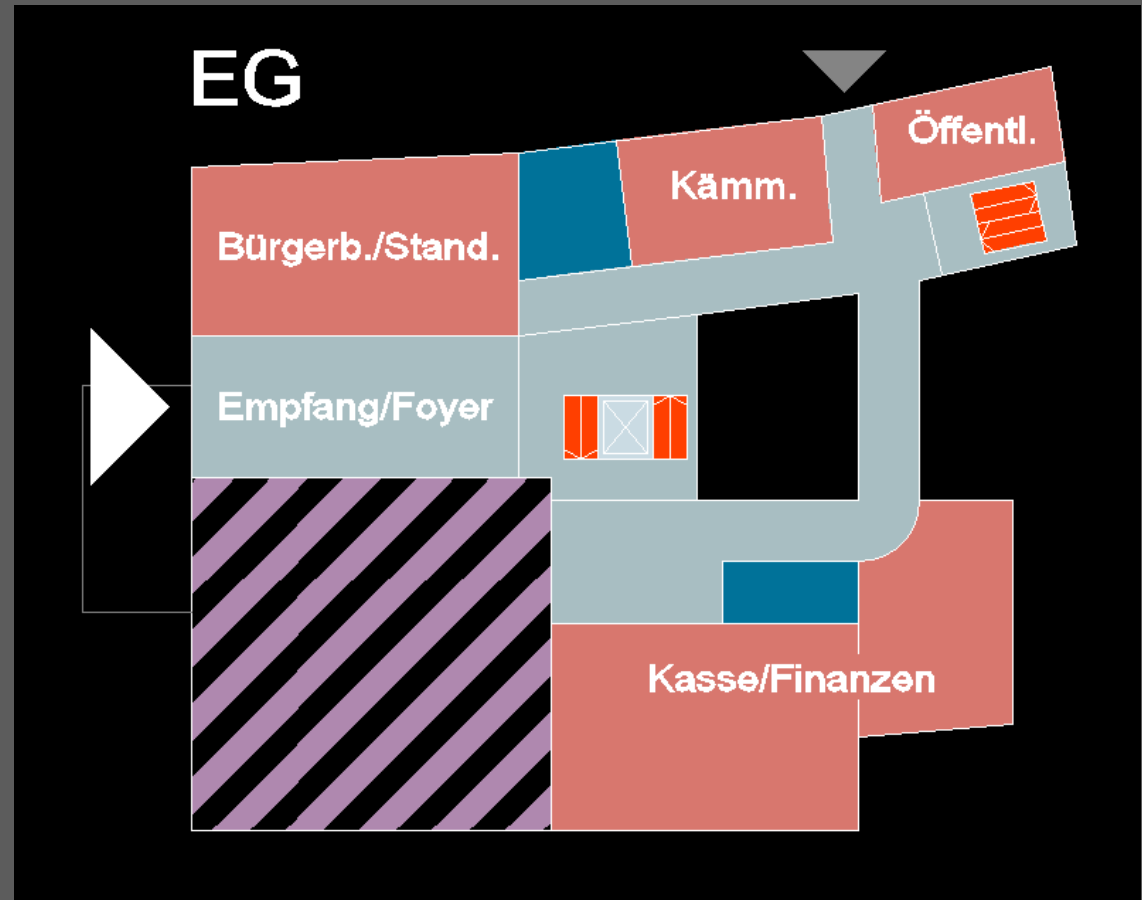 EG
Öffentl.
Kämm.
Bürgerb./Stand.
Empfang/Foyer
Kasse/Finanzen